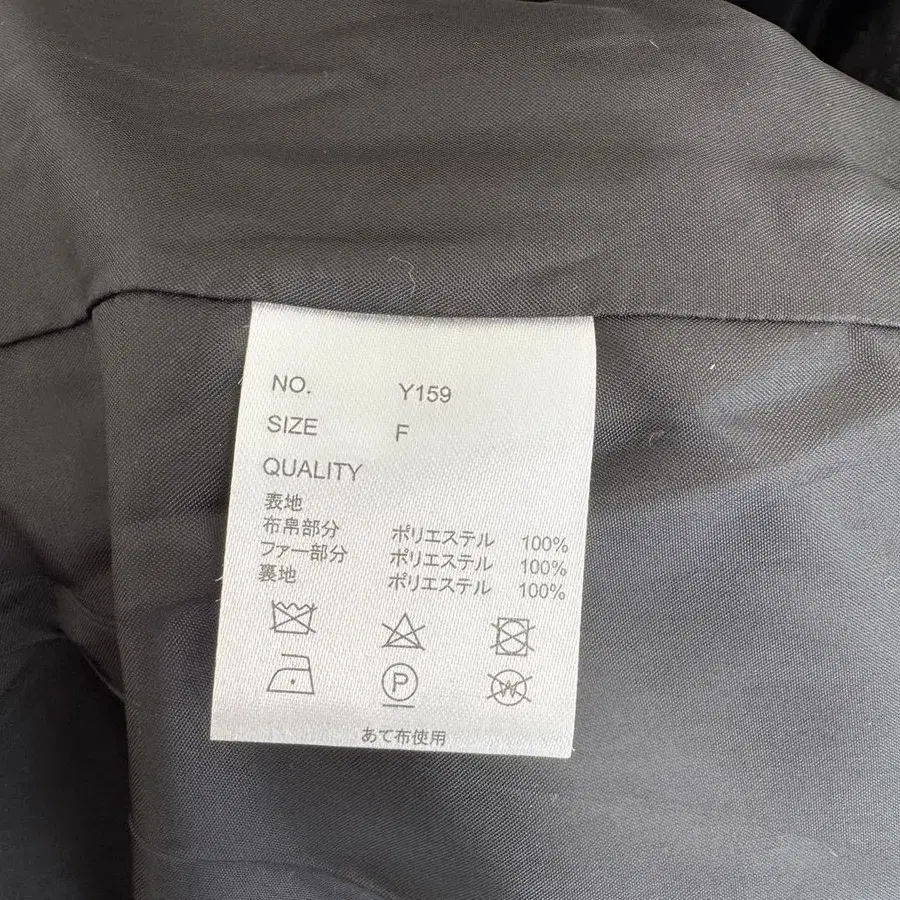 NO. Y159
SIZE F
QUALITY
表地
布帛部分 ポリエステル 100%
ファー部分 ポリエステル 100%
裏地 ポリエステル 100%
P
W
あて布使用